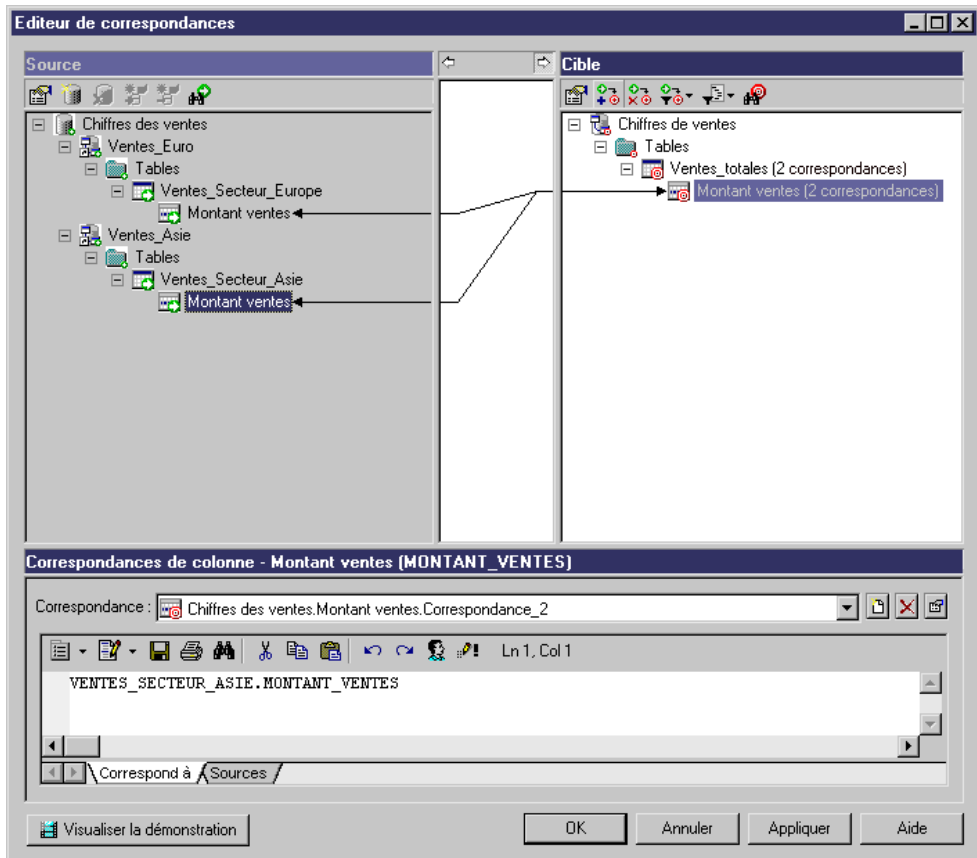 Editeur de correspondances
Source
Cible
Chiffres des ventes
Ventes_Euro
Tables
Ventes_Secteur_Europe
Montant ventes
Ventes_Asie
Tables
Ventes_Secteur_Asie
Montant ventes
Chiffres de ventes
Tables
Ventes_totales (2 correspondances)
Montant ventes (2 correspondances)
Correspondances de colonne - Montant ventes (MONTANT_VENTES)
Correspondance : Chiffres des ventes.Montant ventes.Correspondance_2
Ln 1, Col 1
VENTES_SECTEUR_ASIE.MONTANT_VENTES
Correspond à Sources
Visualiser la démonstration OK Annuler Appliquer Aide